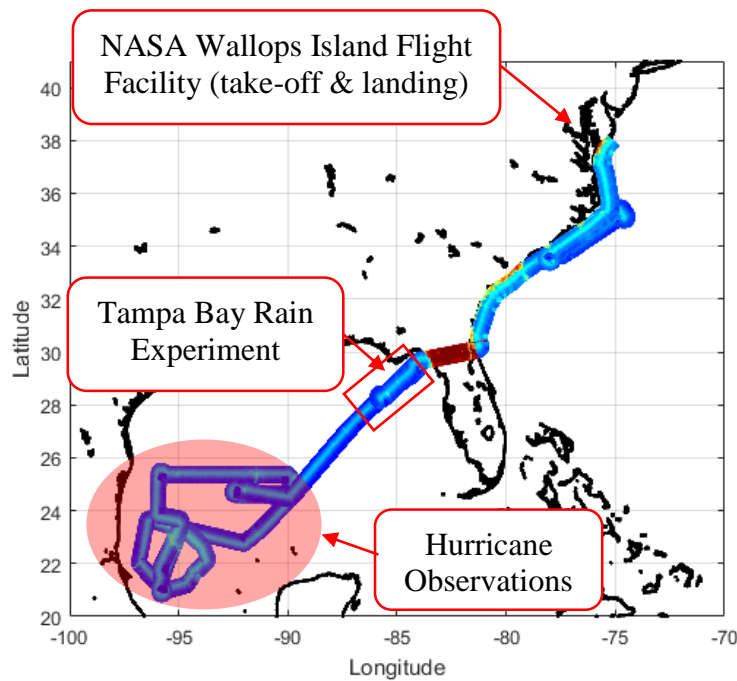 NASA Wallops Island Flight
Facility (take-off & landing)
40
38
36
34
32
30
28
26
24
22
20
Latitude
Tampa Bay Rain
Experiment
Hurricane
Observations
-100
-95
-90
-85
-80
-75
-70
Longitude